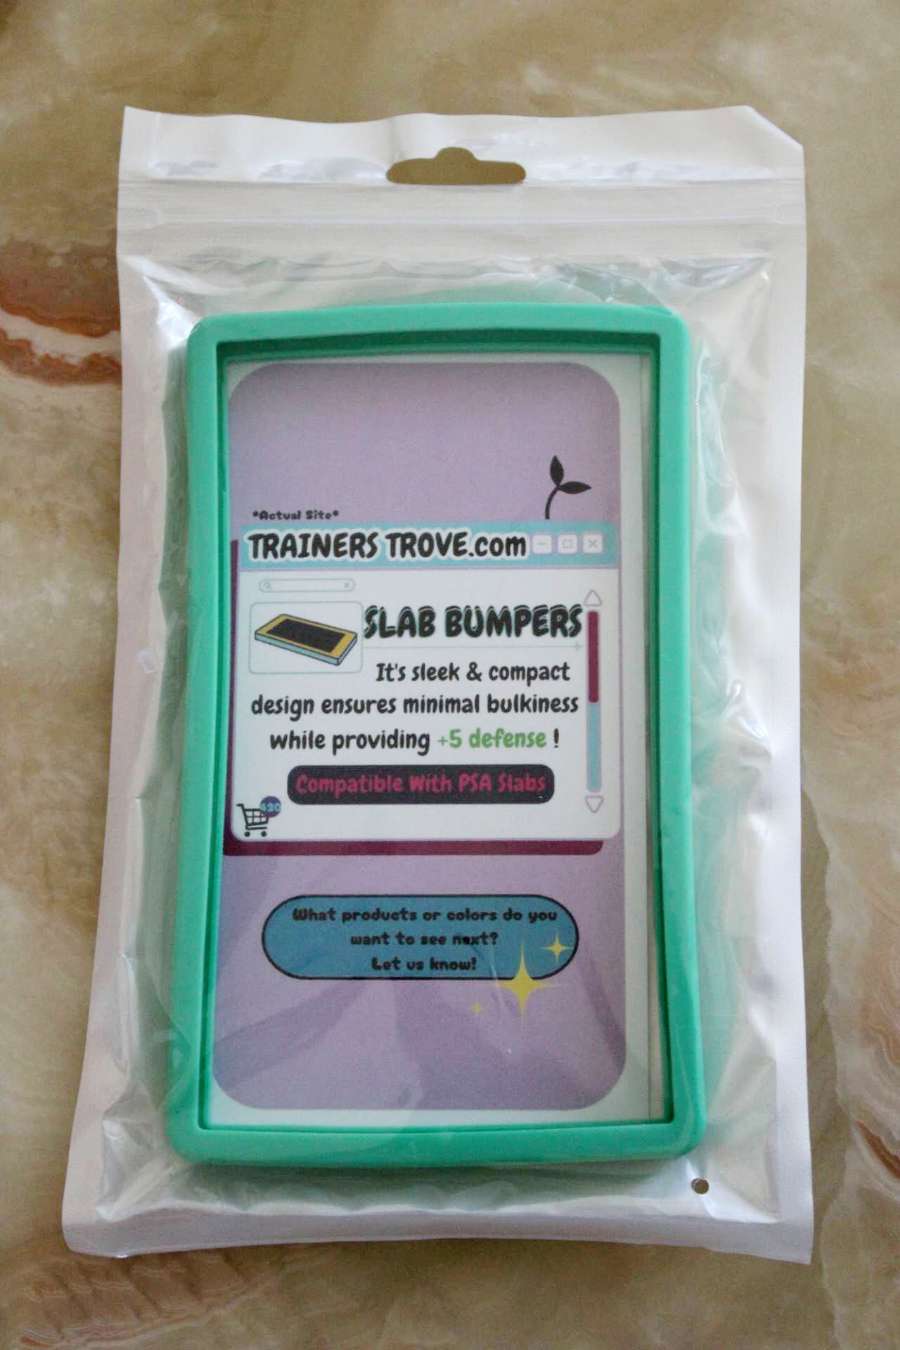 *Actual Site*
TRAINERS TROVE.com
SLAB BUMPERS
It's sleek & compact
design ensures minimal bulkiness
while providing +5 defense !
Compatible With PSA Slabs
What products or colors do you
want to see next?
Let us know!